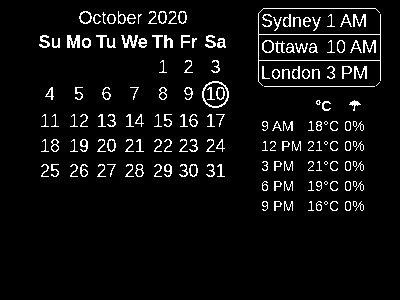 October 2020
Su Mo Tu We Th Fr Sa
1 2 3
4 5 6 7 8 9 10
11 12 13 14 15 16 17
18 19 20 21 22 23 24
25 26 27 28 29 30 31
Sydney 1 AM
Ottawa 10 AM
London 3 PM
°C ☂
9 AM 18°C 0%
12 PM 21°C 0%
3 PM 21°C 0%
6 PM 19°C 0%
9 PM 16°C 0%